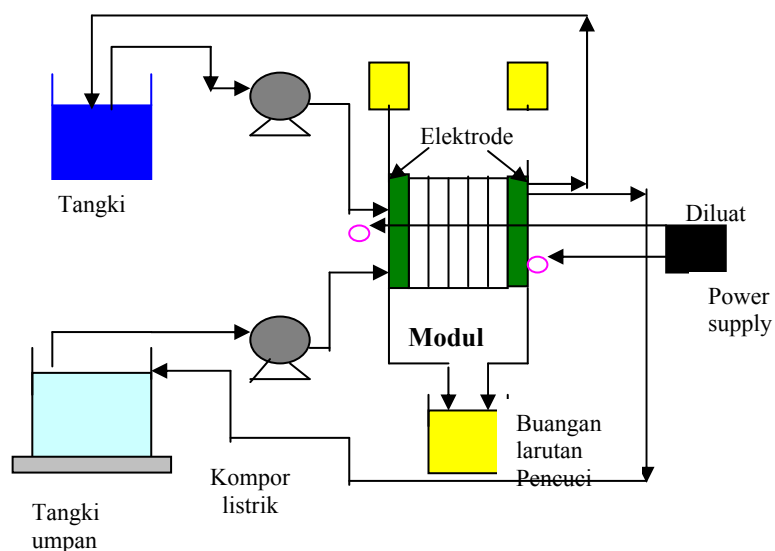 Elektrode
Tangki
Diluat
Power
supply
Modul
Buangan
larutan
Pencuci
Kompor
listrik
Tangki
umpan